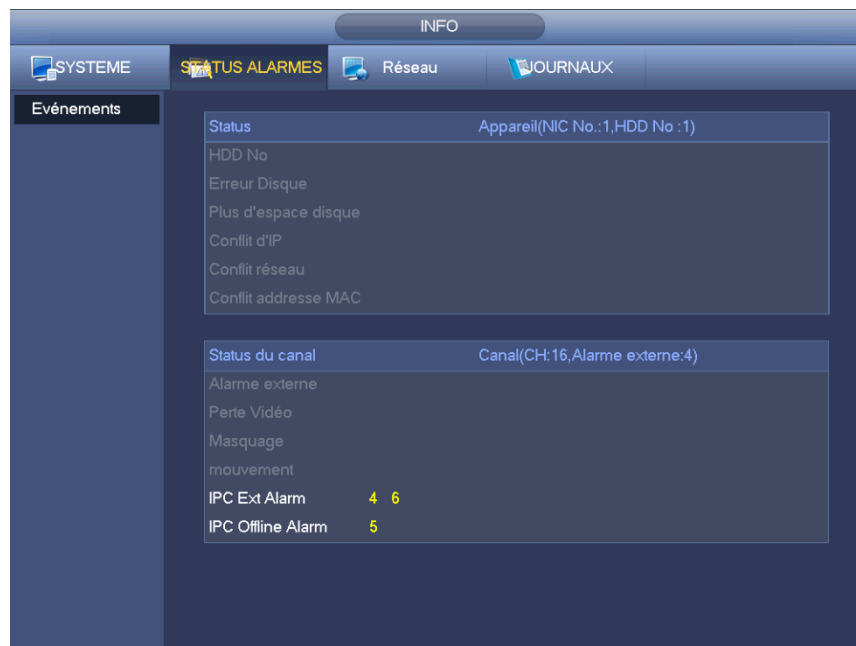 INFO
SYSTEME STATUS ALARMES Réseau JOURNAUX
Evénements
Status Appareil(NIC No.:1,HDD No :1)
HDD No
Erreur Disque
Plus d'espace disque
Conflit d'IP
Conflit réseau
Conflit addresse MAC
Status du canal Canal(CH:16,Alarme externe:4)
Alarme externe
Perte Vidéo
Masquage
mouvement
IPC Ext Alarm 4 6
IPC Offline Alarm 5